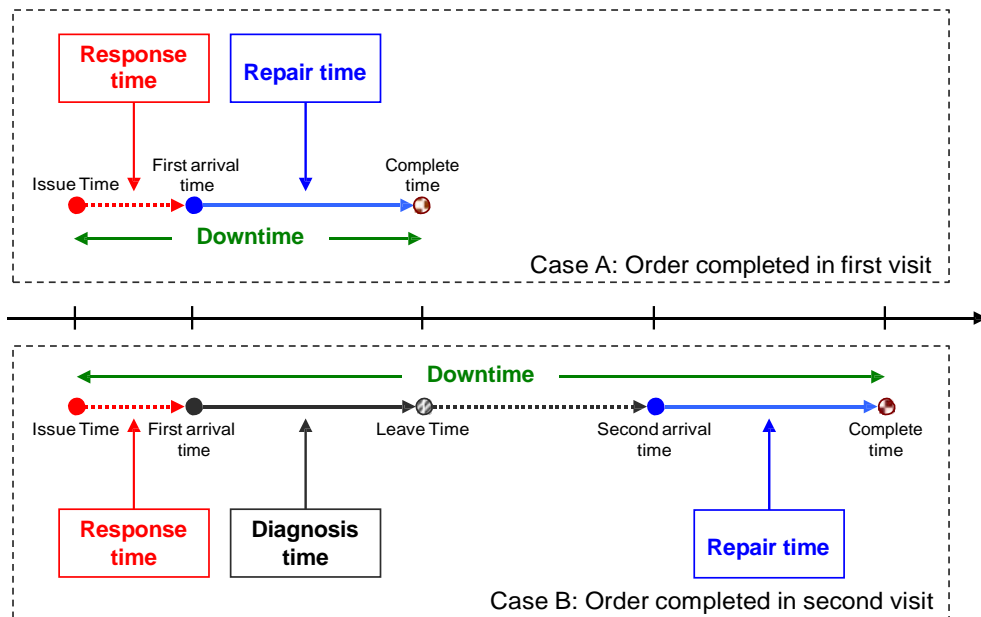 Response
time
Repair time
Issue Time
First arrival
time
Complete
time
Downtime
Case A: Order completed in first visit
Downtime
Issue Time
First arrival
time
Leave Time
Second arrival
time
Complete
time
Response
time
Diagnosis
time
Repair time
Case B: Order completed in second visit